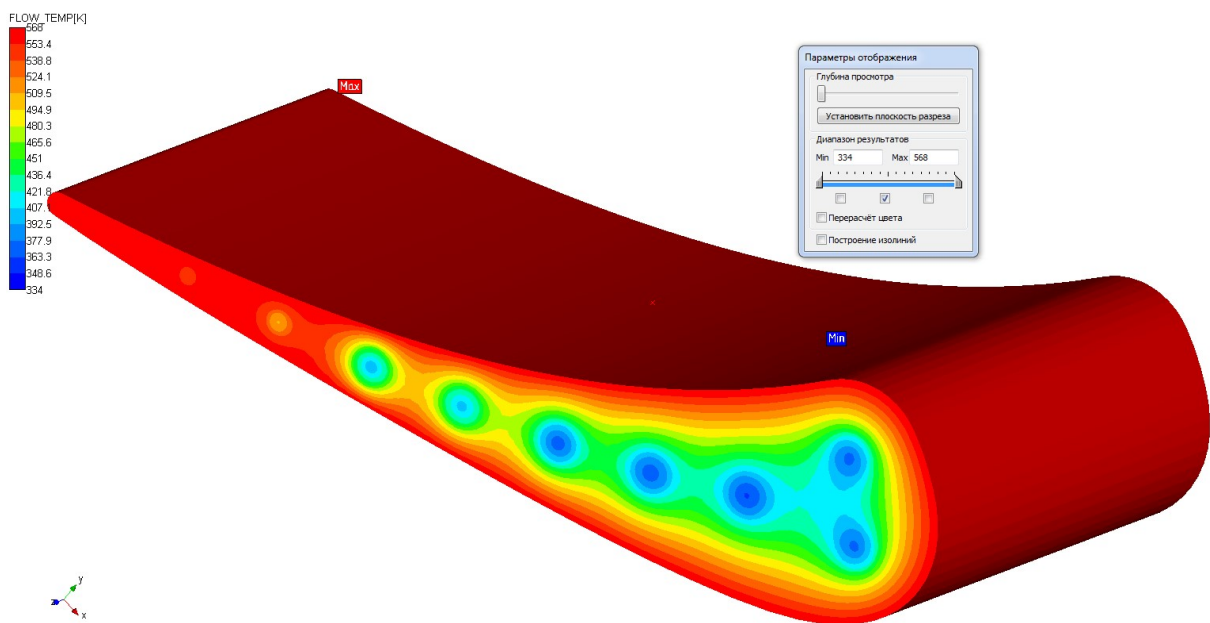 FLOW_TEMP[K]
568
553.4
538.8
524.1
509.5
494.9
480.3
465.6
451
436.4
421.8
407.
392.5
377.9
363.3
348.6
334
Max
Параметры отображения
Глубина просмотра
Установить плоскость разреза
Диапазон результатов
Min 334 Max 568
Перерасчёт цвета
Построение изолиний
Min
y
z
x